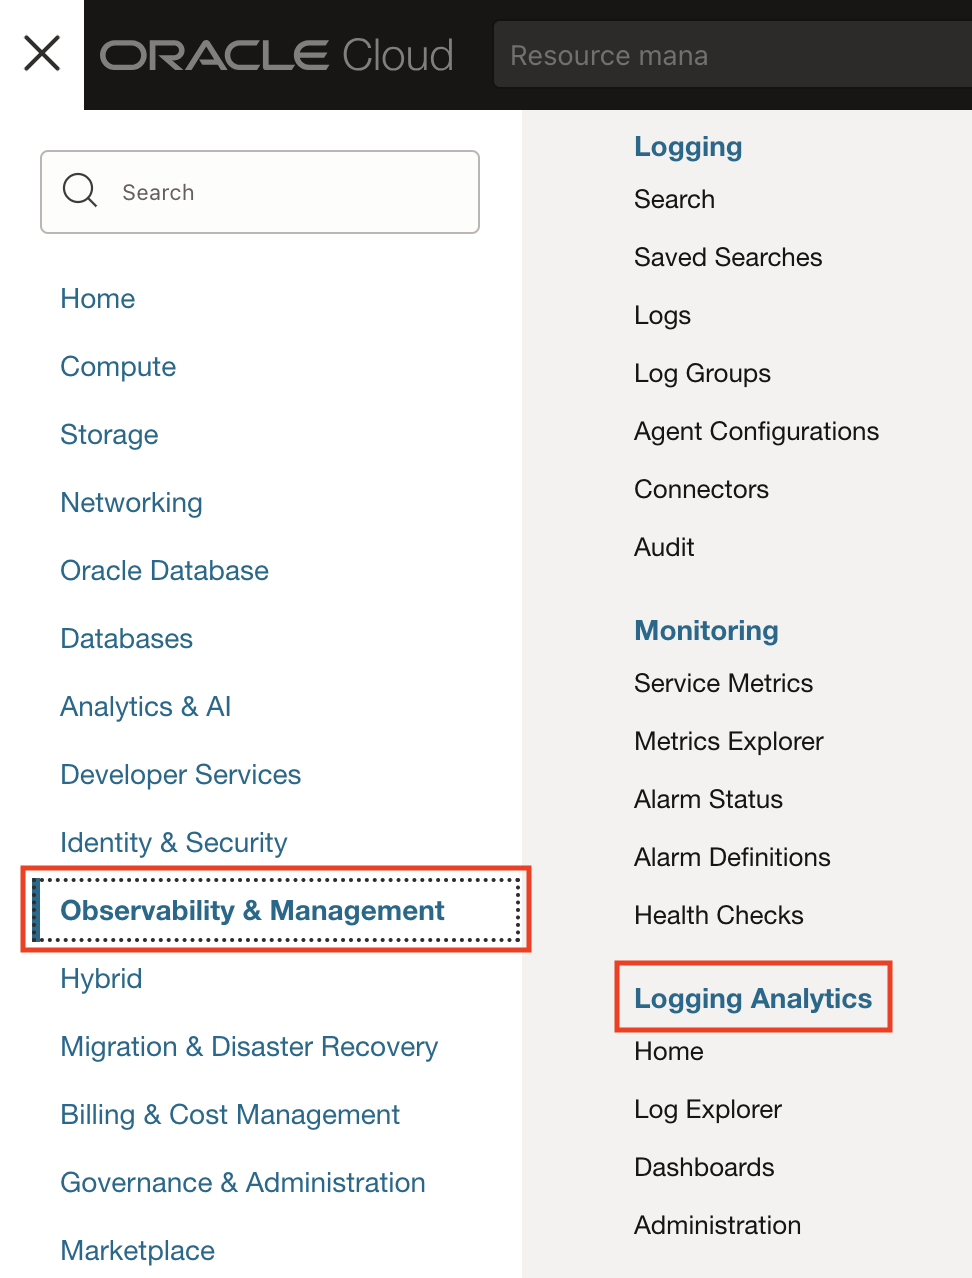 ORACLE Cloud
Resource mana
Search
Home
Compute
Storage
Networking
Oracle Database
Databases
Analytics & AI
Developer Services
Identity & Security
Observability & Management
Hybrid
Migration & Disaster Recovery
Billing & Cost Management
Governance & Administration
Marketplace
Logging
Search
Saved Searches
Logs
Log Groups
Agent Configurations
Connectors
Audit
Monitoring
Service Metrics
Metrics Explorer
Alarm Status
Alarm Definitions
Health Checks
Logging Analytics
Home
Log Explorer
Dashboards
Administration